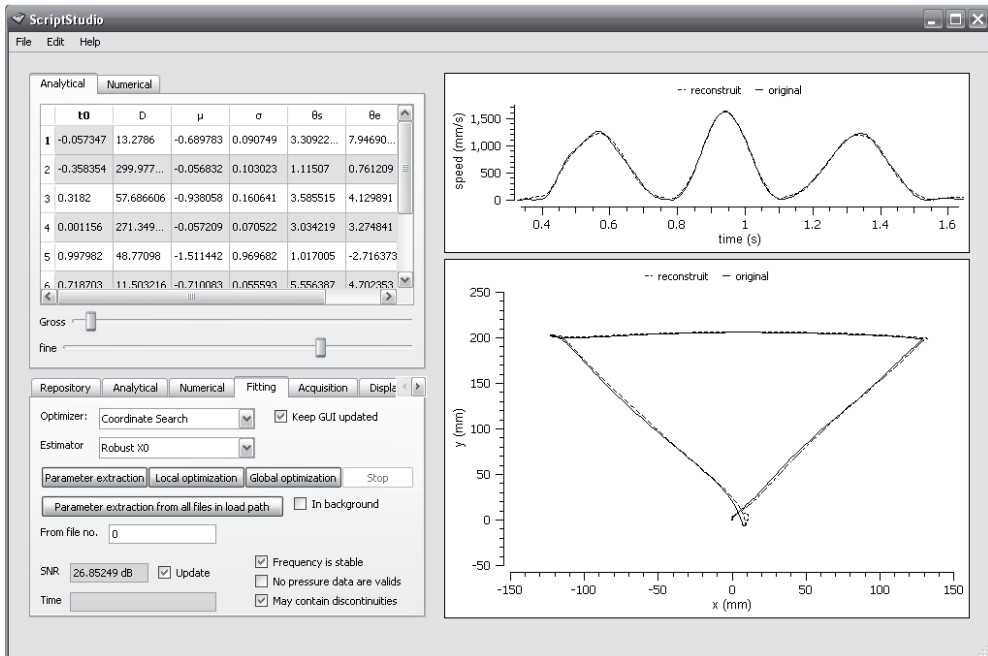 ScriptStudio
File Edit Help
Analytical Numerical
t0 D μ σ θs θe
1 -0.057347 13.2786 -0.689783 0.090749 3.30922... 7.94690...
2 -0.358354 299.977... -0.056832 0.103023 1.11507 0.761209
3 0.3182 57.686606 -0.938058 0.160641 3.585515 4.129891
4 0.001156 271.349... -0.057209 0.070522 3.034219 3.274841
5 0.997982 48.77098 -1.511442 0.969682 1.017005 -2.716373
6 0.718703 11.503216 -0.710083 0.055593 5.556387 4.702353
Gross
fine
Repository Analytical Numerical Fitting Acquisition Displa
Optimizer: Coordinate Search Keep GUI updated
Estimator Robust X0
Parameter extraction Local optimization Global optimization Stop
Parameter extraction from all files in load path In background
From file no. 0
SNR 26.85249 dB Update
Frequency is stable
No pressure data are valids
Time
May contain discontinuities
reconstruit original
speed (mm/s)
1,500
1,000
500
0
0.4 0.6 0.8 1 1.2 1.4 1.6
time (s)
reconstruit original
y (mm)
250
200
150
100
50
0
-50
-150 -100 -50 0 50 100 150
x (mm)